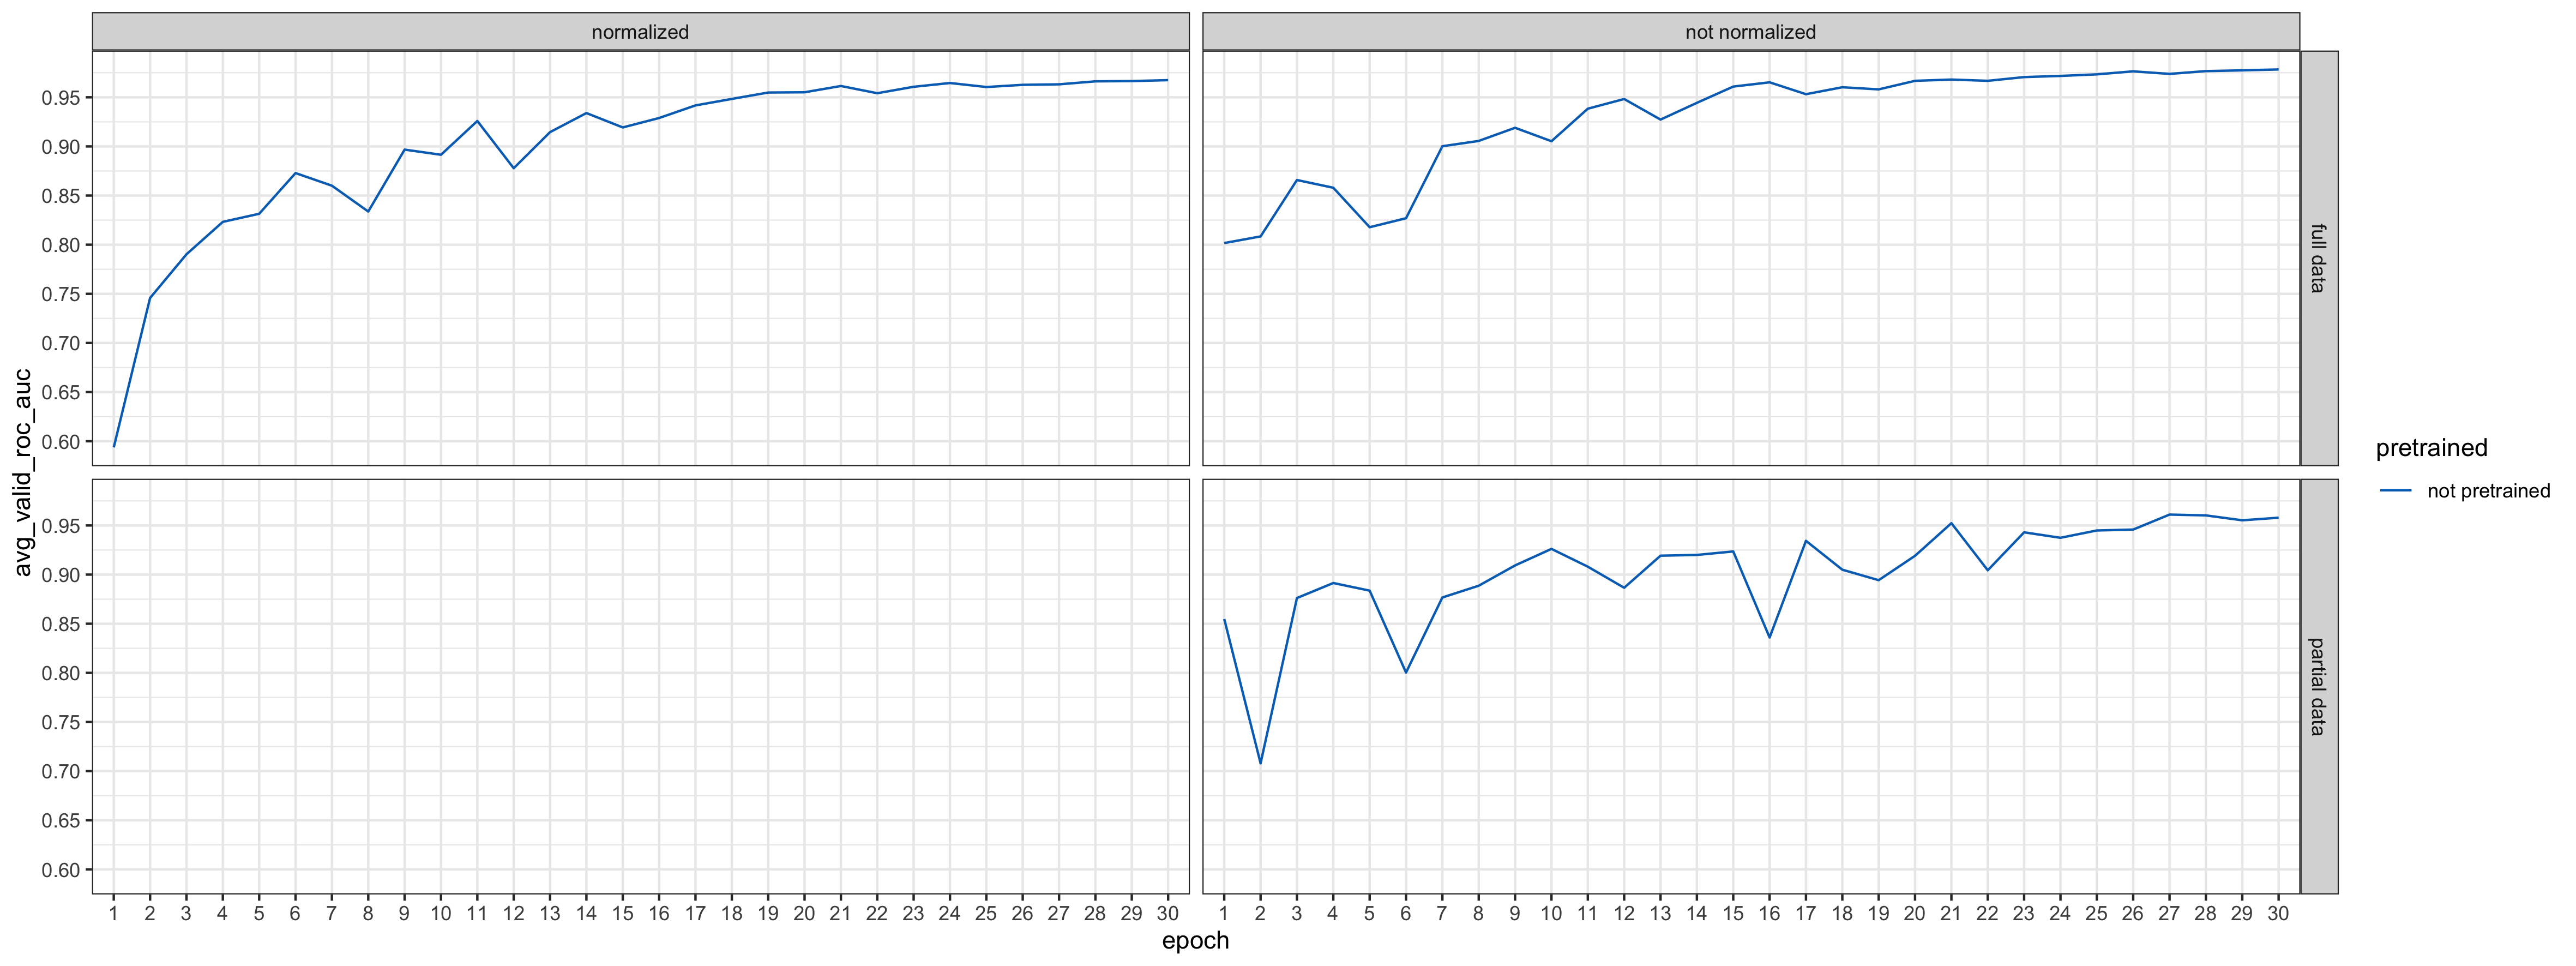 normalized
not normalized
0.95
0.90
0.85
0.80
0.75
0.70
0.65
0.60
full data
avg_valid_roc_auc
0.95
0.90
0.85
0.80
0.75
0.70
0.65
0.60
partial data
1 2 3 4 5 6 7 8 9 10 11 12 13 14 15 16 17 18 19 20 21 22 23 24 25 26 27 28 29 30
1 2 3 4 5 6 7 8 9 10 11 12 13 14 15 16 17 18 19 20 21 22 23 24 25 26 27 28 29 30
epoch
pretrained
not pretrained